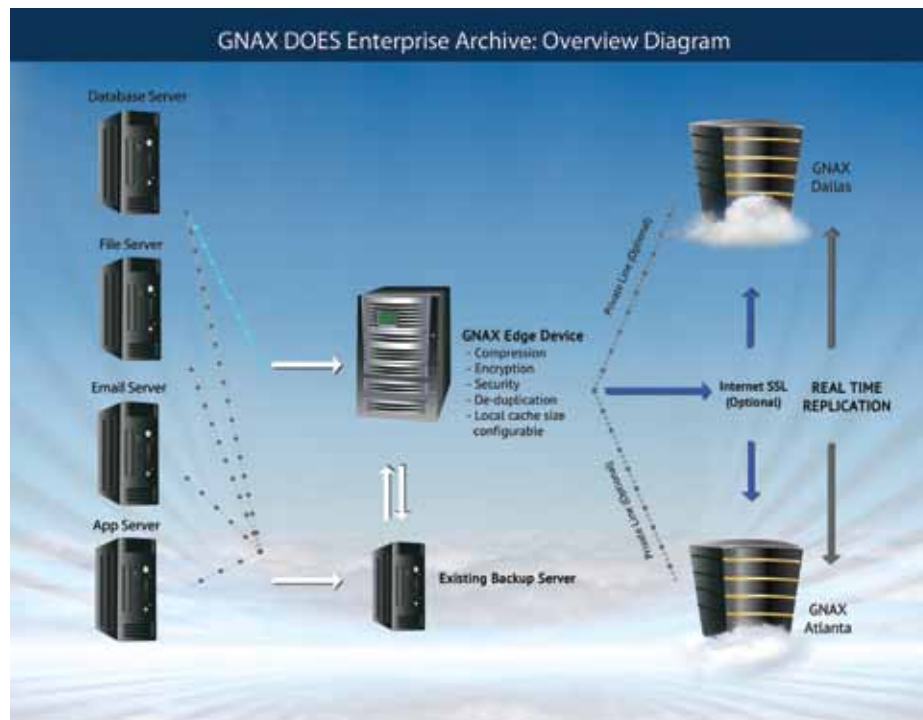 GNAX DOES Enterprise Archive: Overview Diagram
Database Server
File Server
Email Server
App Server
GNAX Edge Device
- Compression
- Encryption
- Security
- De-duplication
- Local cache size
configurable
Existing Backup Server
Private Line (Optional)
Private Line (Optional)
Internet SSL
(Optional)
REAL TIME
REPLICATION
GNAX
Dallas
GNAX
Atlanta